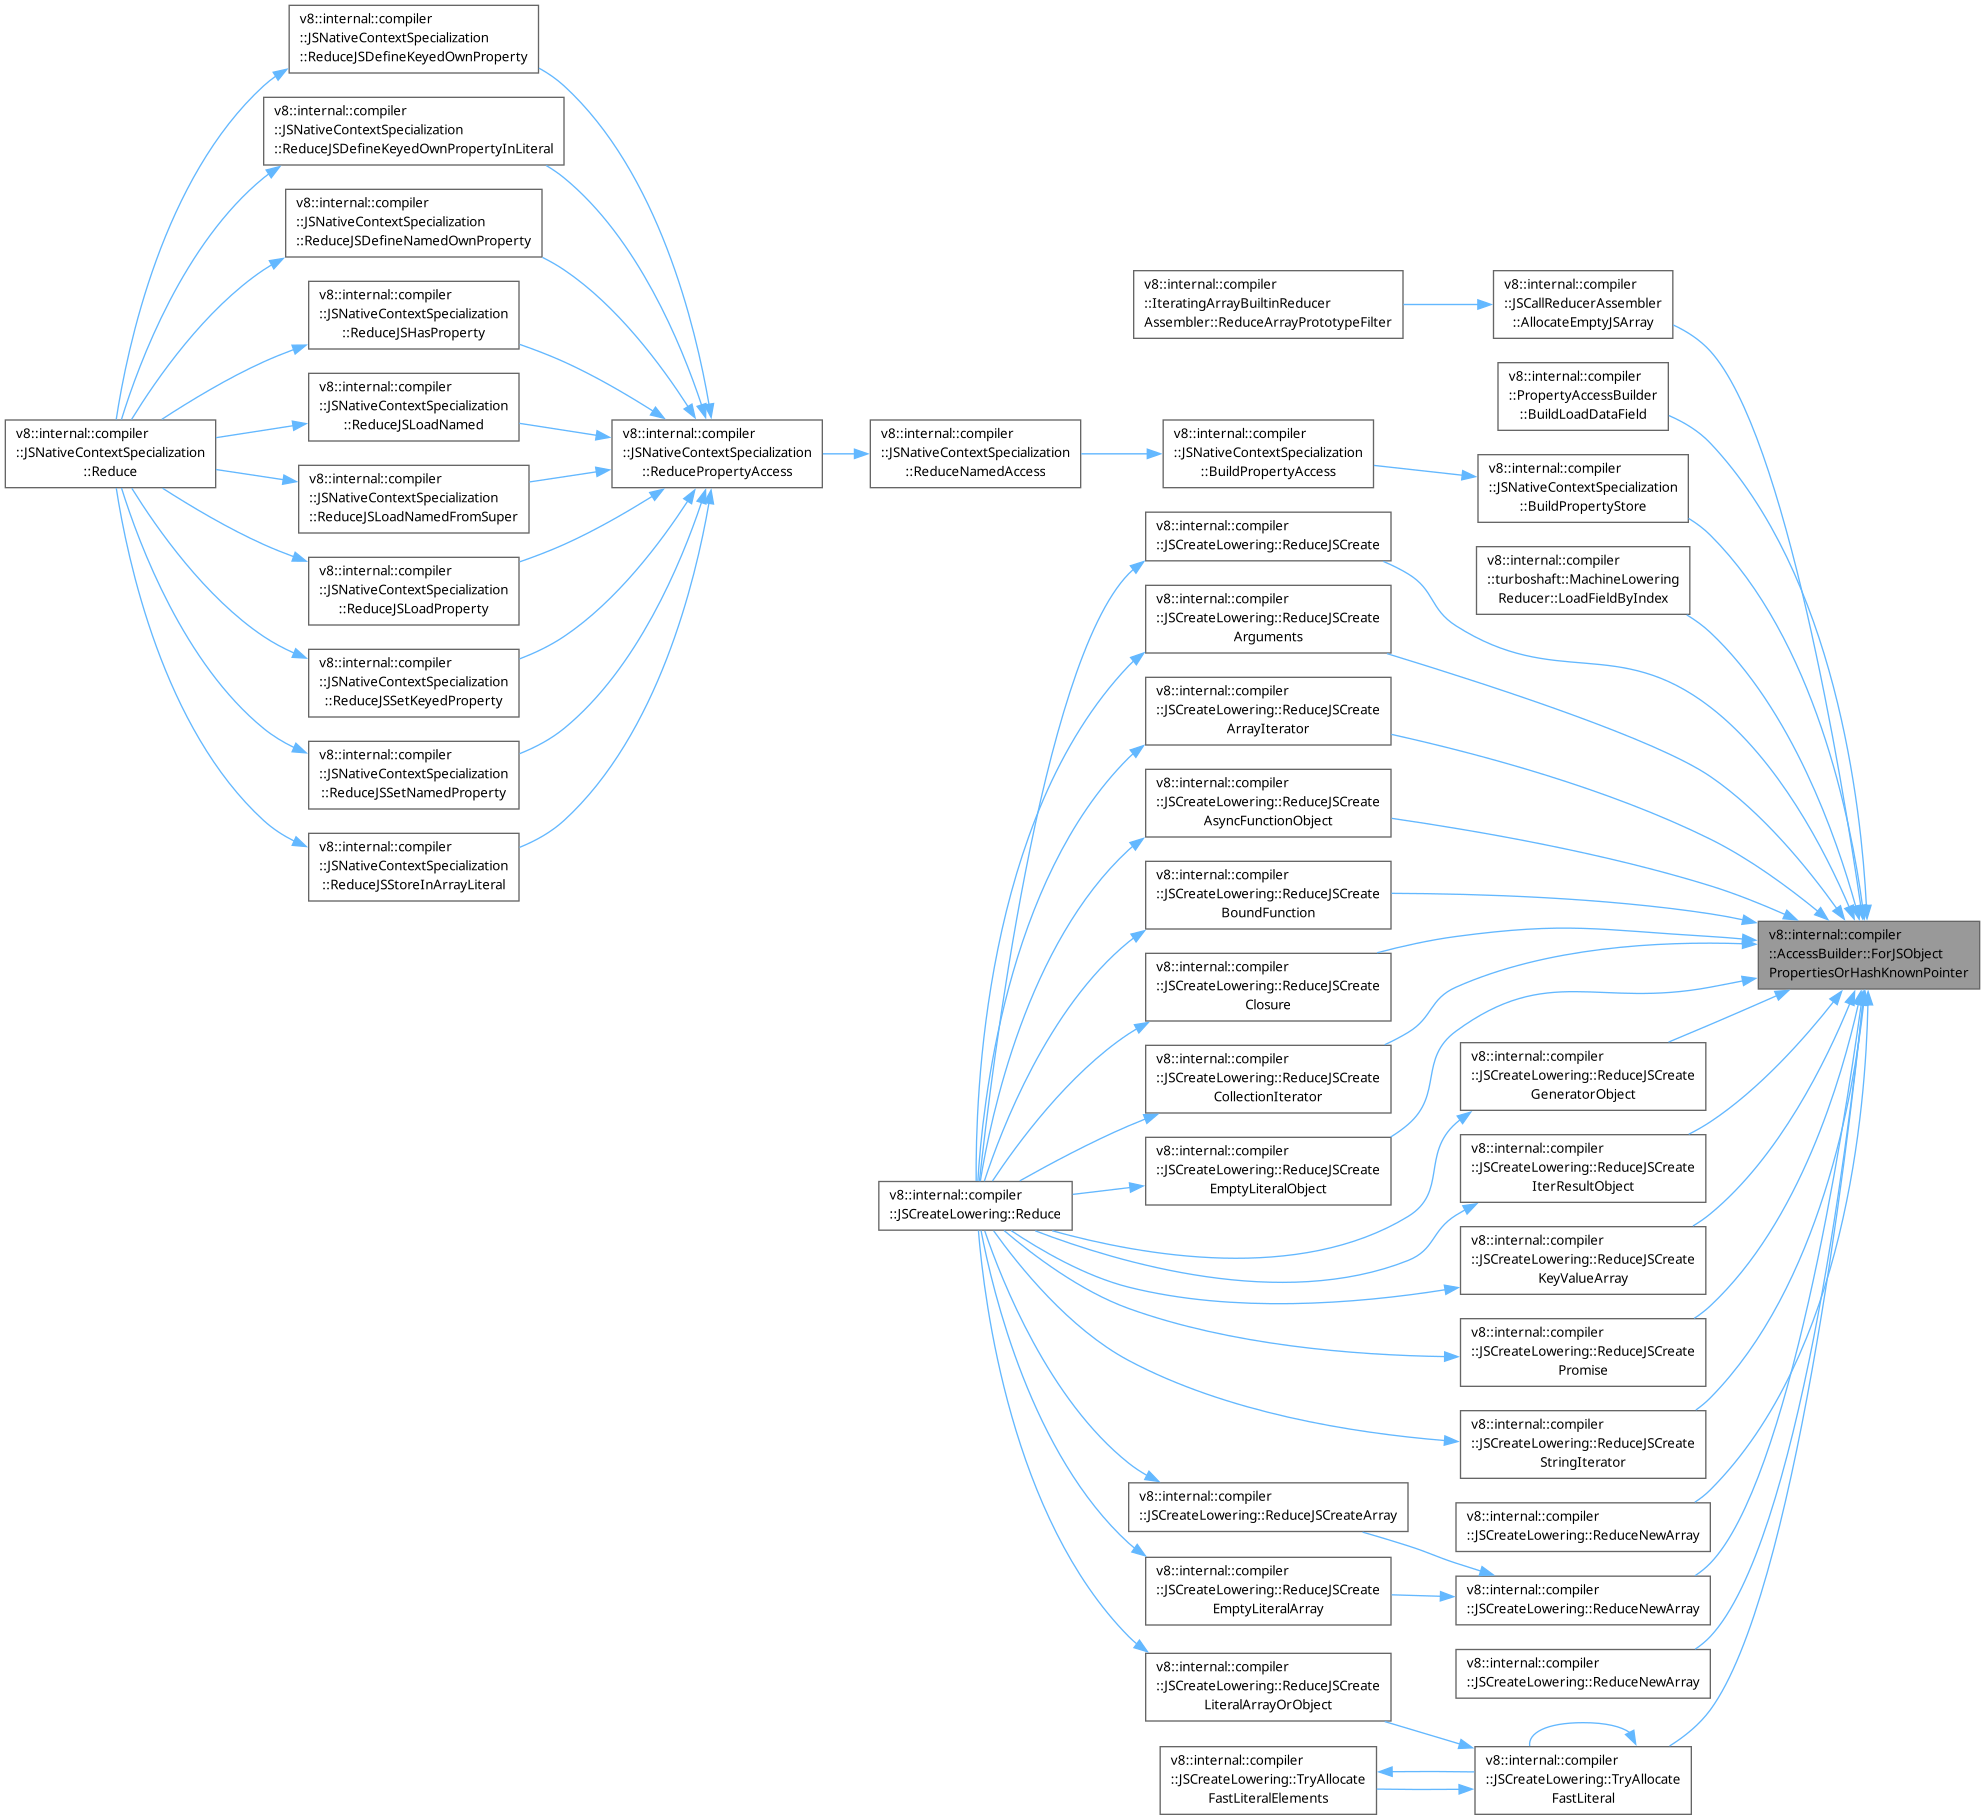 v8::internal::compiler
::JSNativeContextSpecialization
::ReduceJSDefineKeyedOwnProperty
v8::internal::compiler
::JSNativeContextSpecialization
::ReduceJSDefineKeyedOwnPropertyInLiteral
v8::internal::compiler
::JSNativeContextSpecialization
::ReduceJSDefineNamedOwnProperty
v8::internal::compiler
::JSNativeContextSpecialization
::ReduceJSHasProperty
v8::internal::compiler
::JSNativeContextSpecialization
::ReduceJSLoadNamed
v8::internal::compiler
::JSNativeContextSpecialization
::Reduce
v8::internal::compiler
::JSNativeContextSpecialization
::ReduceJSLoadNamedFromSuper
v8::internal::compiler
::JSNativeContextSpecialization
::ReduceJSLoadProperty
v8::internal::compiler
::JSNativeContextSpecialization
::ReduceJSSetKeyedProperty
v8::internal::compiler
::JSNativeContextSpecialization
::ReduceJSSetNamedProperty
v8::internal::compiler
::JSNativeContextSpecialization
::ReduceJSStoreInArrayLiteral
v8::internal::compiler
::JSNativeContextSpecialization
::ReducePropertyAccess
v8::internal::compiler
::JSNativeContextSpecialization
::ReduceNamedAccess
v8::internal::compiler
::IteratingArrayBuiltinReducer
Assembler::ReduceArrayPrototypeFilter
v8::internal::compiler
::JSCallReducerAssembler
::AllocateEmptyJSArray
v8::internal::compiler
::PropertyAccessBuilder
::BuildLoadDataField
v8::internal::compiler
::JSNativeContextSpecialization
::BuildPropertyAccess
v8::internal::compiler
::JSNativeContextSpecialization
::BuildPropertyStore
v8::internal::compiler
::turboshaft::MachineLowering
Reducer::LoadFieldByIndex
v8::internal::compiler
::JSCreateLowering::ReduceJSCreate
v8::internal::compiler
::JSCreateLowering::ReduceJSCreate
Arguments
v8::internal::compiler
::JSCreateLowering::ReduceJSCreate
ArrayIterator
v8::internal::compiler
::JSCreateLowering::ReduceJSCreate
AsyncFunctionObject
v8::internal::compiler
::JSCreateLowering::ReduceJSCreate
BoundFunction
v8::internal::compiler
::AccessBuilder::ForJSObject
PropertiesOrHashKnownPointer
v8::internal::compiler
::JSCreateLowering::ReduceJSCreate
Closure
v8::internal::compiler
::JSCreateLowering::ReduceJSCreate
CollectionIterator
v8::internal::compiler
::JSCreateLowering::ReduceJSCreate
GeneratorObject
v8::internal::compiler
::JSCreateLowering::ReduceJSCreate
EmptyLiteralObject
v8::internal::compiler
::JSCreateLowering::ReduceJSCreate
IterResultObject
v8::internal::compiler
::JSCreateLowering::Reduce
v8::internal::compiler
::JSCreateLowering::ReduceJSCreate
KeyValueArray
v8::internal::compiler
::JSCreateLowering::ReduceJSCreate
Promise
v8::internal::compiler
::JSCreateLowering::ReduceJSCreate
StringIterator
v8::internal::compiler
::JSCreateLowering::ReduceJSCreateArray
v8::internal::compiler
::JSCreateLowering::ReduceNewArray
v8::internal::compiler
::JSCreateLowering::ReduceJSCreate
EmptyLiteralArray
v8::internal::compiler
::JSCreateLowering::ReduceNewArray
v8::internal::compiler
::JSCreateLowering::ReduceJSCreate
LiteralArrayOrObject
v8::internal::compiler
::JSCreateLowering::ReduceNewArray
v8::internal::compiler
::JSCreateLowering::TryAllocate
FastLiteralElements
v8::internal::compiler
::JSCreateLowering::TryAllocate
FastLiteral